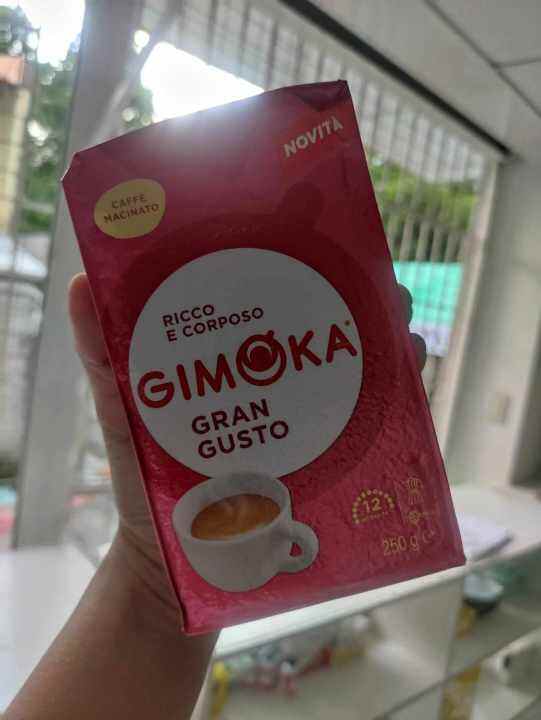 NOVITÀ
CAFFÈ
MACINATO
RICCO
E CORPOSO
GIMOKA
GRAN
GUSTO
12
250 g e